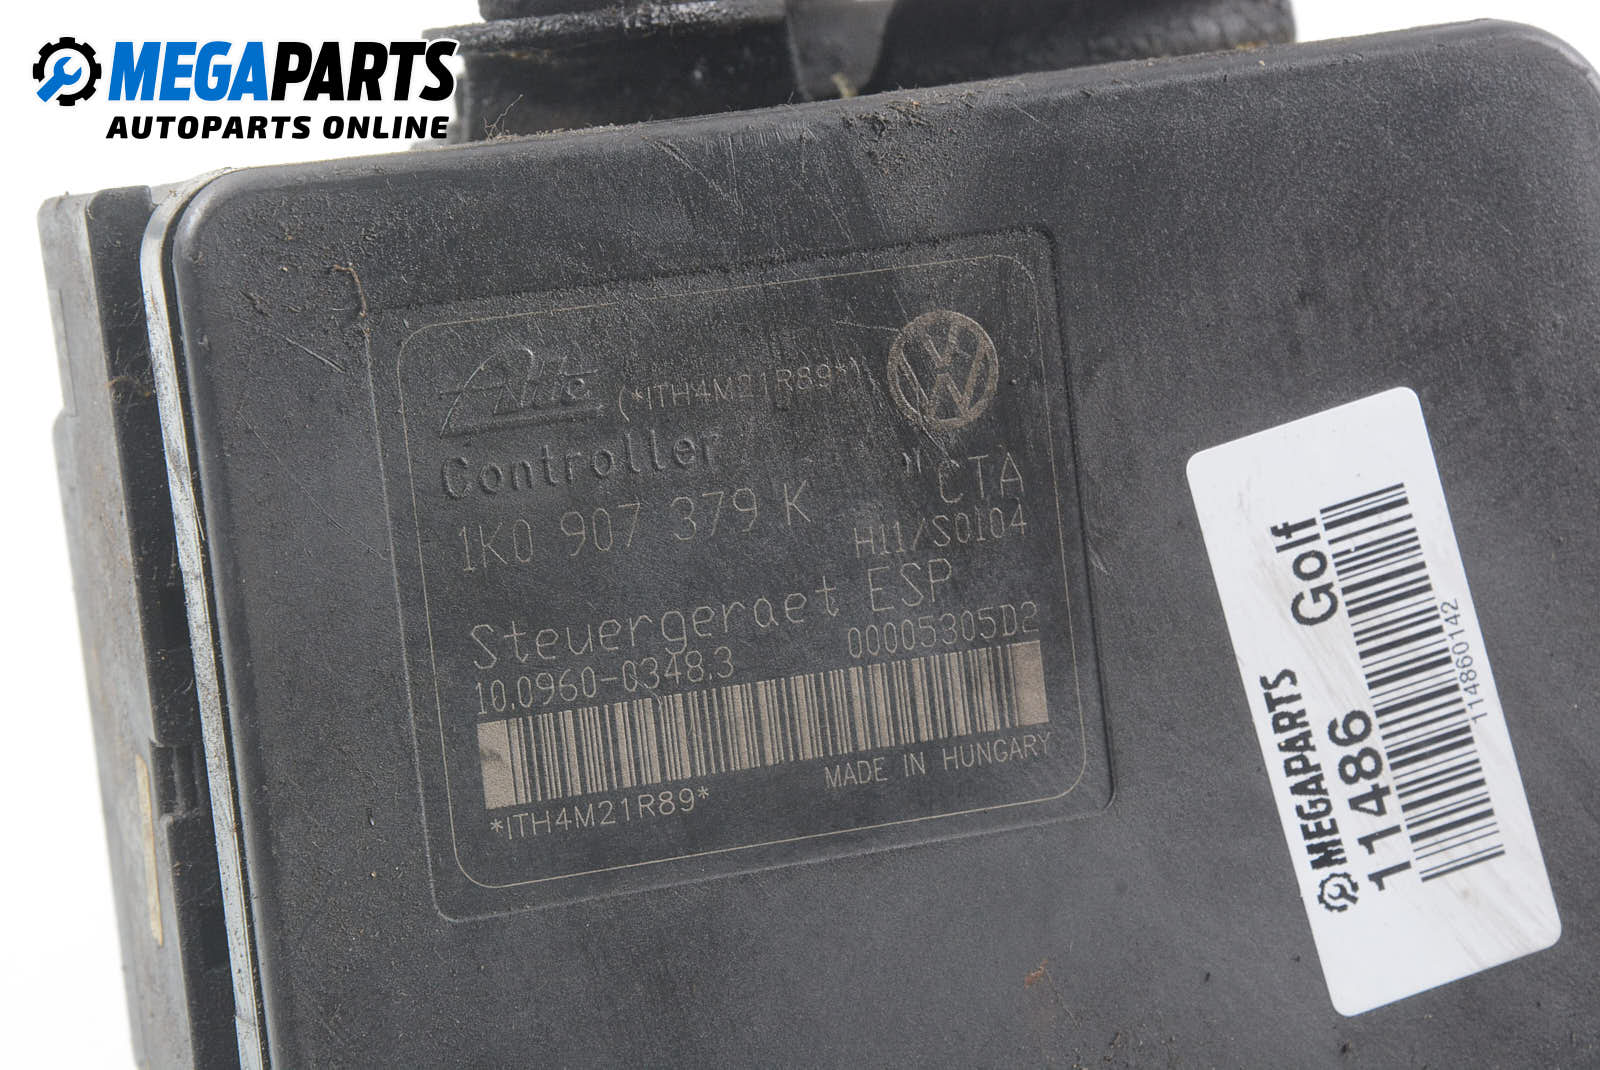 MEGAPARTS
AUTOPARTS ONLINE
Ate (*ITH4M21R89*)
Controller
1K0 907 379 K CTA
H11/S0104
Steuergeraet ESP
10.0960-0348.3 00005305D2
MADE IN HUNGARY
*ITH4M21R89*
MEGAPARTS
11486 Golf
114860142